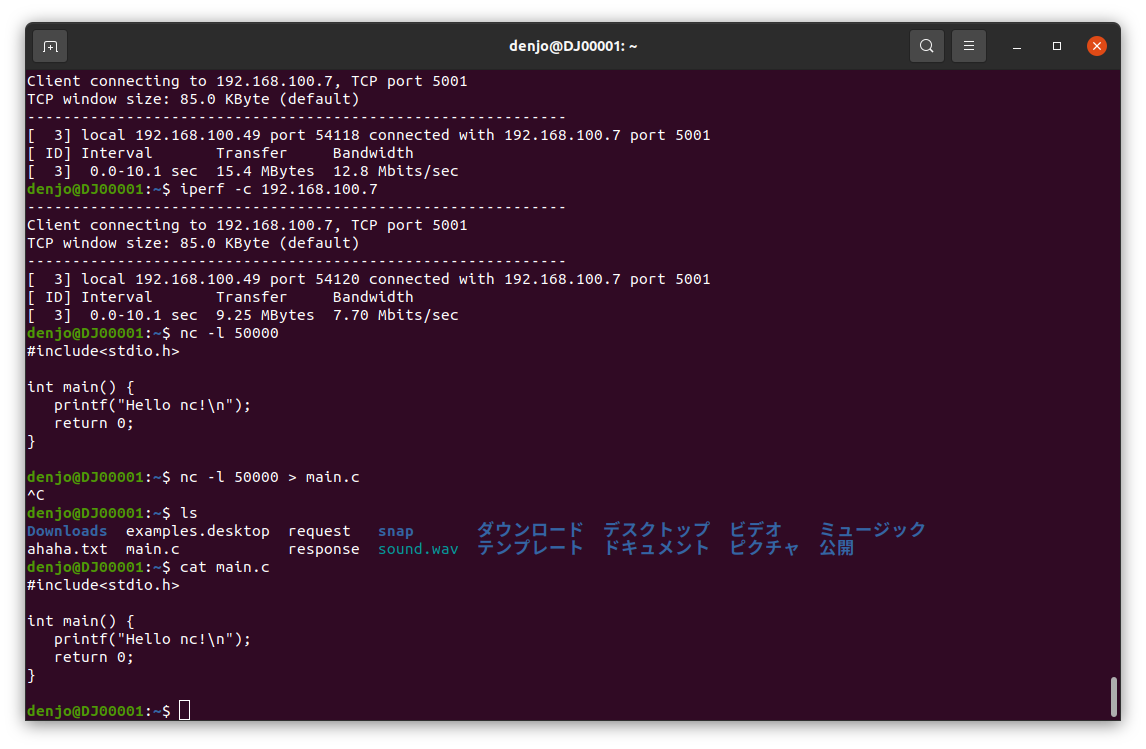 denjo@DJ00001: ~
Client connecting to 192.168.100.7, TCP port 5001
TCP window size: 85.0 KByte (default)
------------------------------------------------------------
[  3] local 192.168.100.49 port 54118 connected with 192.168.100.7 port 5001
[ ID] Interval       Transfer     Bandwidth
[  3]  0.0-10.1 sec  15.4 MBytes  12.8 Mbits/sec
denjo@DJ00001:~$ iperf -c 192.168.100.7
------------------------------------------------------------
Client connecting to 192.168.100.7, TCP port 5001
TCP window size: 85.0 KByte (default)
------------------------------------------------------------
[  3] local 192.168.100.49 port 54120 connected with 192.168.100.7 port 5001
[ ID] Interval       Transfer     Bandwidth
[  3]  0.0-10.1 sec  9.25 MBytes  7.70 Mbits/sec
denjo@DJ00001:~$ nc -l 50000
#include<stdio.h>

int main() {
   printf("Hello nc!\n");
   return 0;
}

denjo@DJ00001:~$ nc -l 50000 > main.c
^C
denjo@DJ00001:~$ ls
Downloads  examples.desktop  request   snap       ダウンロード  デスクトップ  ビデオ    ミュージック
ahaha.txt  main.c            response  sound.wav  テンプレート  ドキュメント  ピクチャ  公開
denjo@DJ00001:~$ cat main.c
#include<stdio.h>

int main() {
   printf("Hello nc!\n");
   return 0;
}

denjo@DJ00001:~$